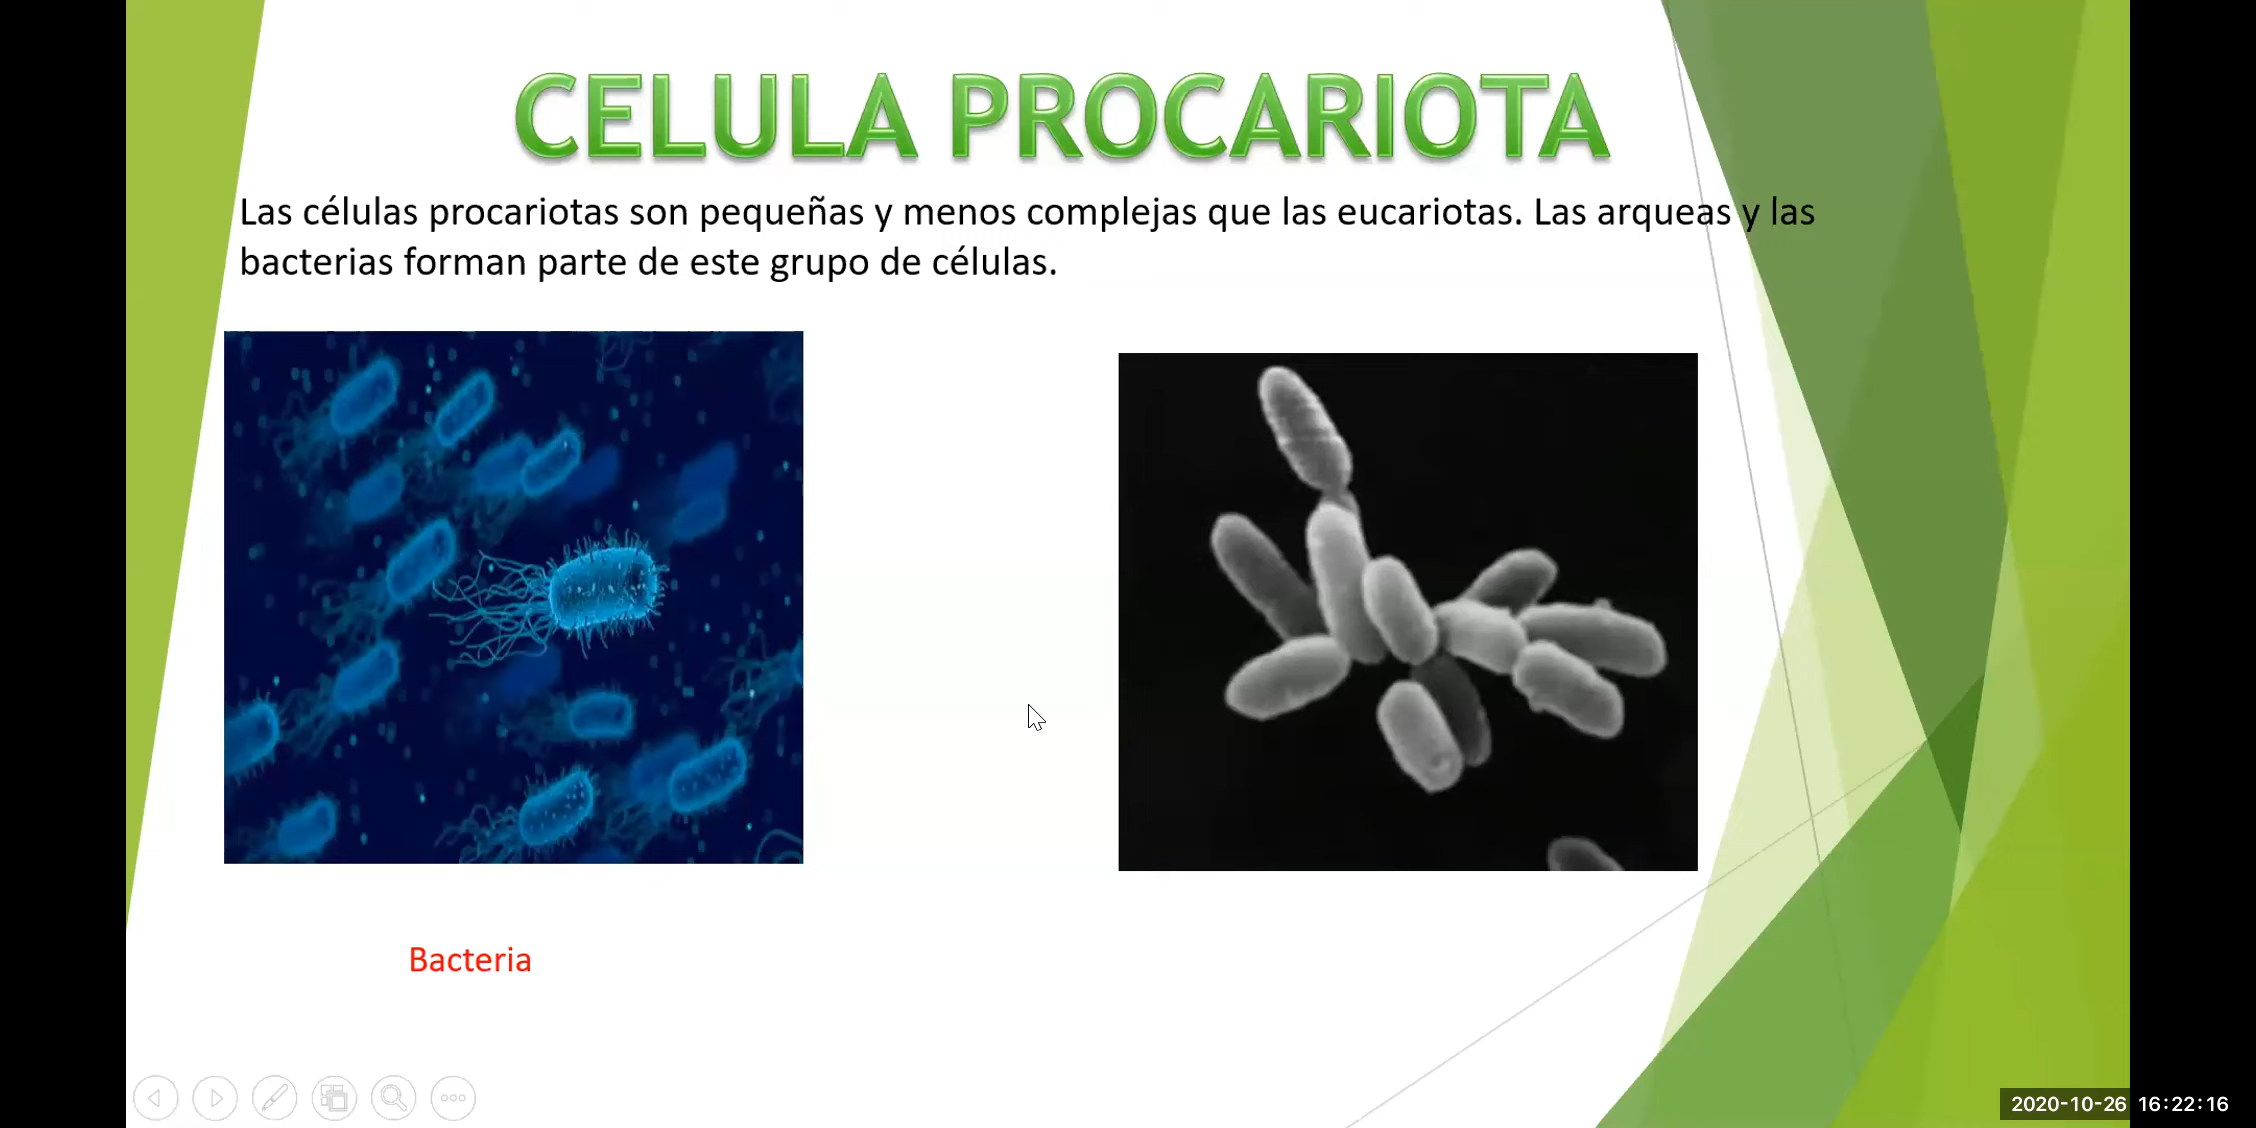 CELULA PROCARIOTA
Las células procariotas son pequeñas y menos complejas que las eucariotas. Las arqueas y las
bacterias forman parte de este grupo de células.
Bacteria
2020-10-26 16:22:16